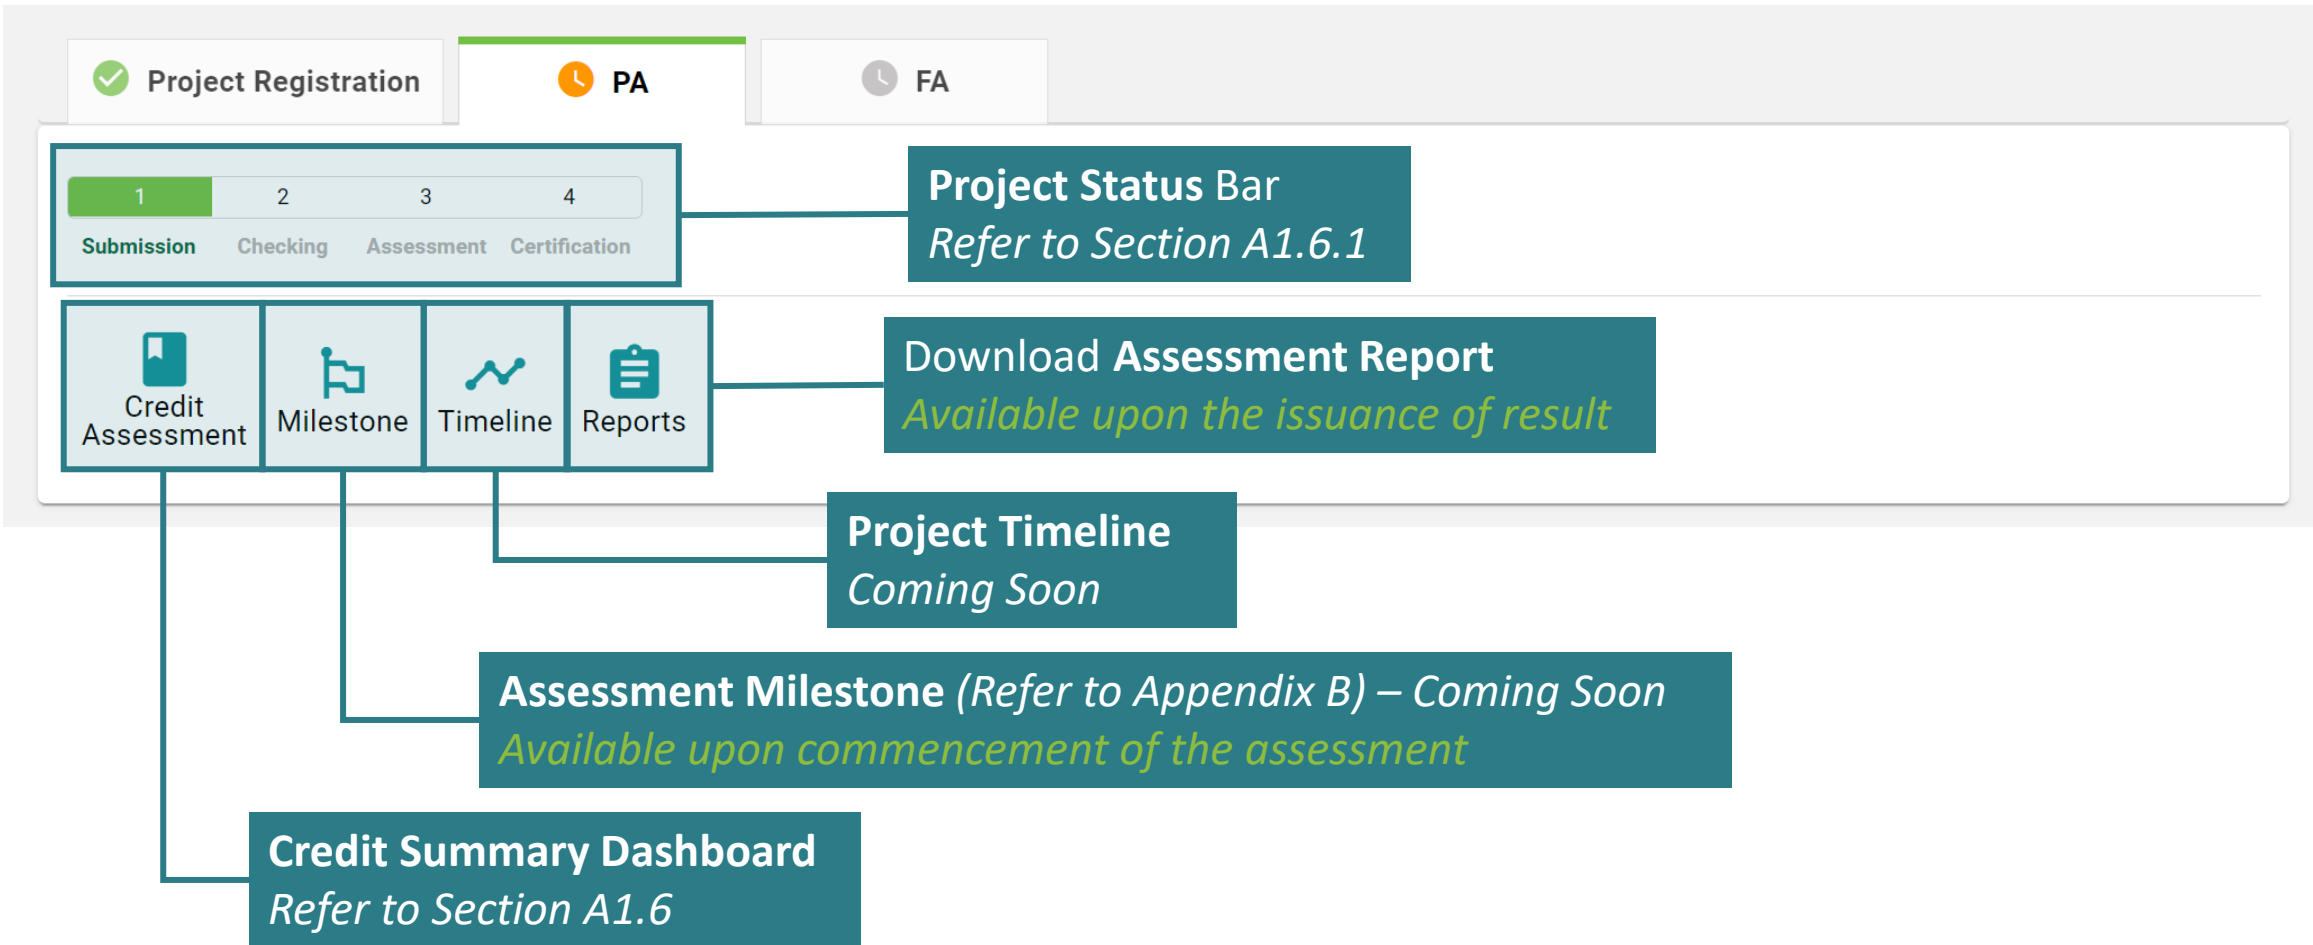 Project Registration
PA
FA
1 2 3 4
Submission Checking Assessment Certification
Project Status Bar
Refer to Section A1.6.1
Credit
Assessment
Milestone
Timeline
Reports
Download Assessment Report
Available upon the issuance of result
Project Timeline
Coming Soon
Assessment Milestone (Refer to Appendix B) – Coming Soon
Available upon commencement of the assessment
Credit Summary Dashboard
Refer to Section A1.6